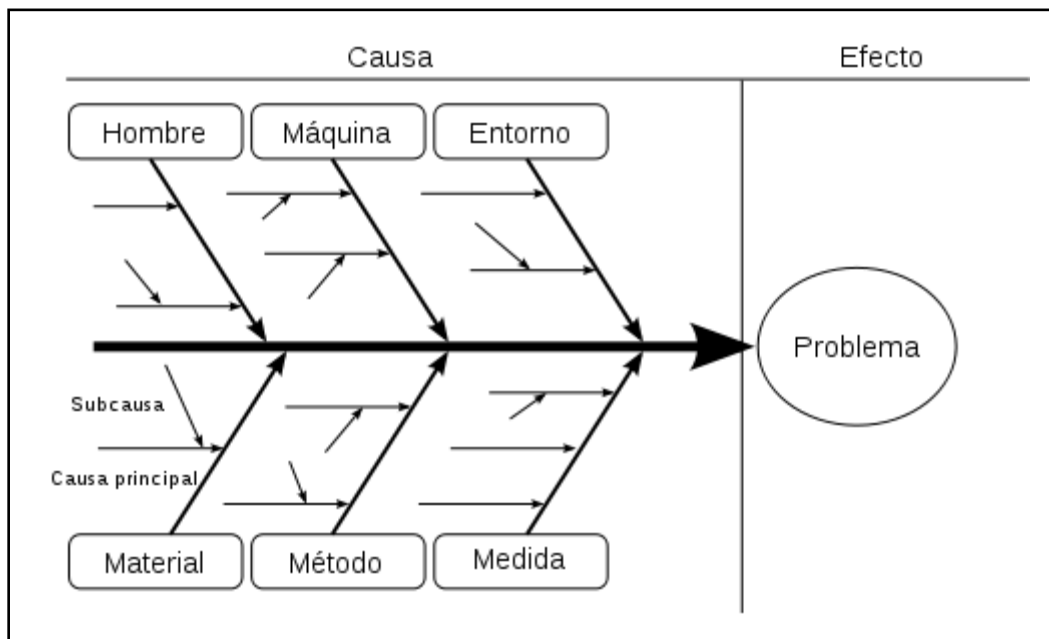 Causa
Efecto
Hombre
Máquina
Entorno
Problema
Subcausa
Causa principal
Material
Método
Medida